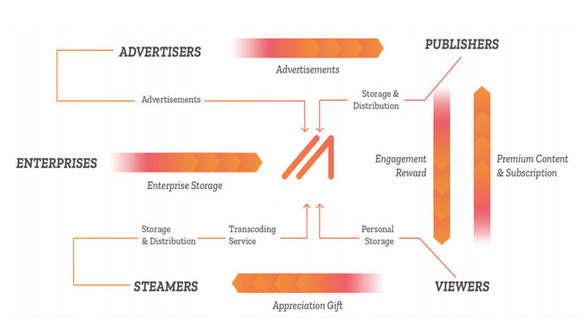 ADVERTISERS
PUBLISHERS
Advertisements
Advertisements
Storage &
Distribution
ENTERPRISES
Enterprise Storage
Engagement
Reward
Premium Content
& Subscription
Storage
& Distribution
Transcoding
Service
Personal
Storage
STEAMERS
Appreciation Gift
VIEWERS